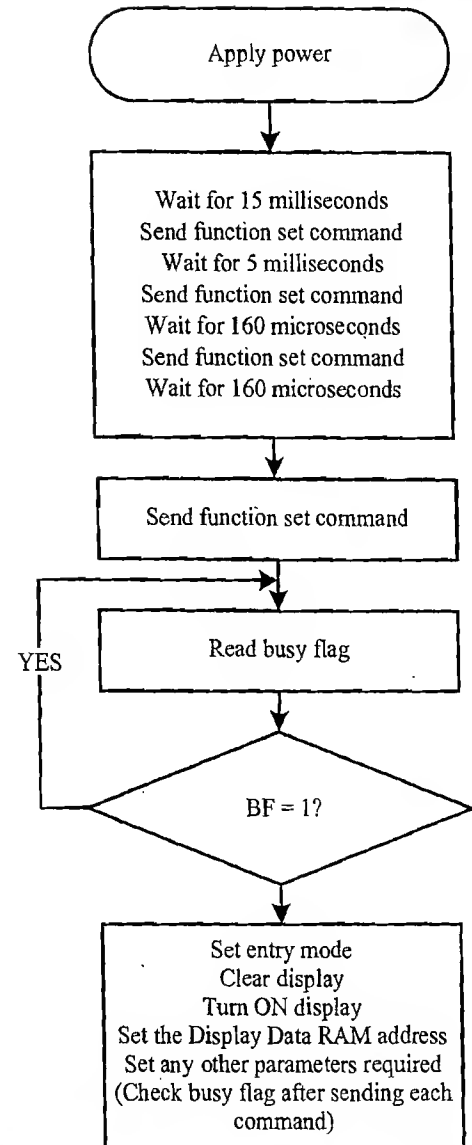 Apply power
Wait for 15 milliseconds
Send function set command
Wait for 5 milliseconds
Send function set command
Wait for 160 microseconds
Send function set command
Wait for 160 microseconds
Send function set command
Read busy flag
YES
BF = 1?
Set entry mode
Clear display
Turn ON display
Set the Display Data RAM address
Set any other parameters required
(Check busy flag after sending each
command)